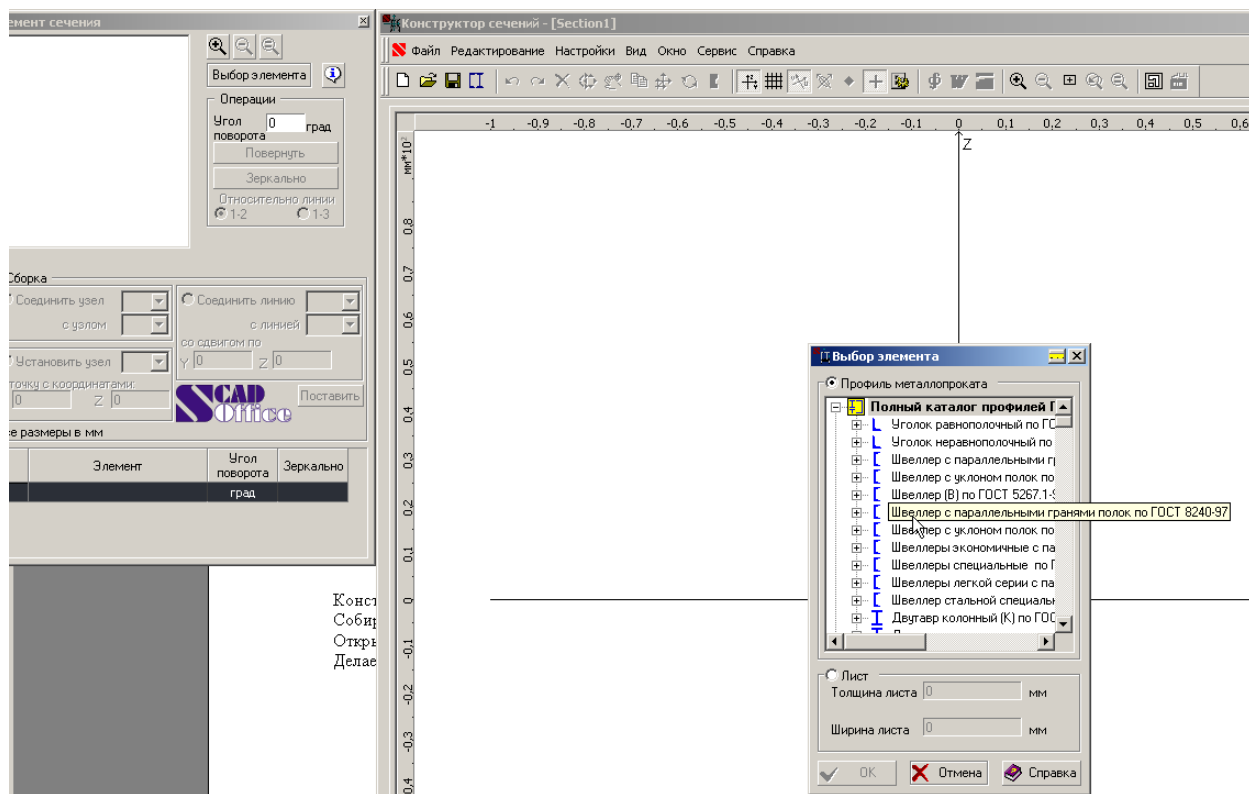 емент сечения
Выбор элемента
Операции
Угол поворота 0 град
Повернуть
Зеркально
Относительно линии
1-2 1-3
Сборка
Соединить узел
с узлом
Соединить линию
с линией
со сдвигом по
Y 0 Z 0
Установить узел
точку с координатами:
0 Z 0
SCAD Office
Поставить
се размеры в мм
Элемент Угол поворота Зеркально
град
Конст
Собир
Откры
Делае
Конструктор сечений - [Section1]
Файл Редактирование Настройки Вид Окно Сервис Справка
-1 -0,9 -0,8 -0,7 -0,6 -0,5 -0,4 -0,3 -0,2 -0,1 0 0,1 0,2 0,3 0,4 0,5 0,6
Z
мм*10²
0,8
0,7
0,6
0,5
0,4
0,3
0,2
0,1
0
-0,1
-0,2
-0,3
0,4
Выбор элемента
Профиль металлопроката
Полный каталог профилей Г
Уголок равнополочный по ГО
Уголок неравнополочный по
Швеллер с параллельными гр
Швеллер с уклоном полок по
Швеллер (В) по ГОСТ 5267.1-9
Швеллер с параллельными гранями полок по ГОСТ 8240-97
Швеллер с уклоном полок по
Швеллеры экономичные с па
Швеллеры специальные по Г
Швеллеры легкой серии с па
Швеллер стальной специальн
Двутавр колонный (К) по ГОС
Лист
Толщина листа 0 мм
Ширина листа 0 мм
OK Отмена Справка